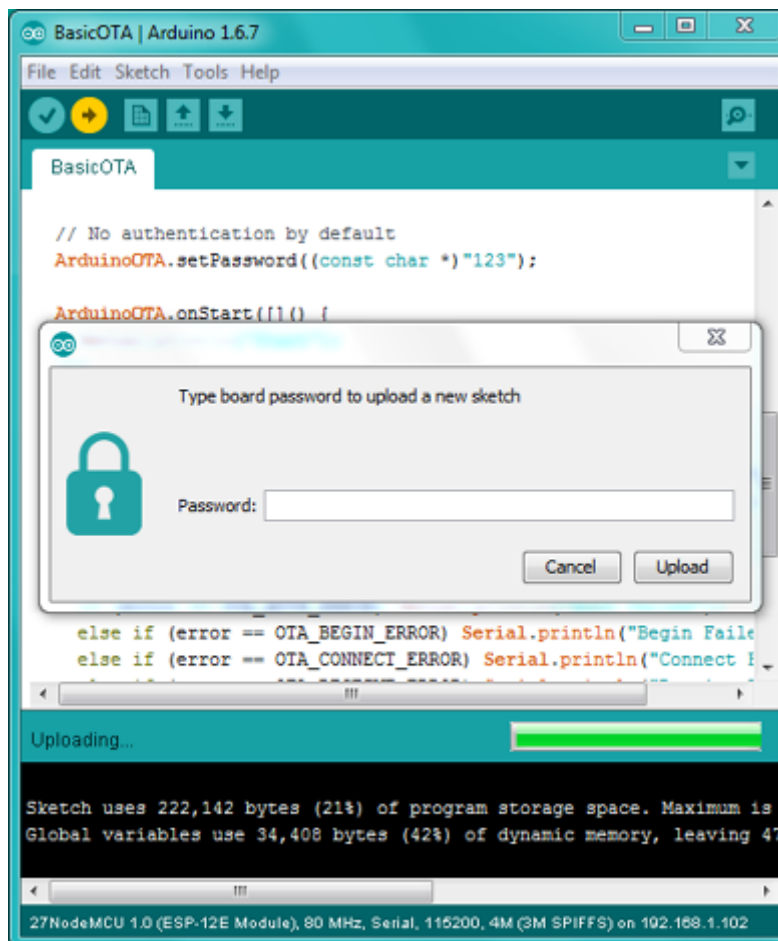 BasicOTA | Arduino 1.6.7
File Edit Sketch Tools Help
BasicOTA
// No authentication by default
ArduinoOTA.setPassword((const char *)"123");
ArduinoOTA.onStart([]() {
Type board password to upload a new sketch
Password:
Cancel Upload
else if (error == OTA_BEGIN_ERROR) Serial.println("Begin Faile
else if (error == OTA_CONNECT_ERROR) Serial.println("Connect
Uploading...
Sketch uses 222,142 bytes (21%) of program storage space. Maximum is
Global variables use 34,408 bytes (42%) of dynamic memory, leaving 47
27NodeMCU 1.0 (ESP-12E Module), 80 MHz, Serial, 115200, 4M (3M SPIFFS) on 192.168.1.102